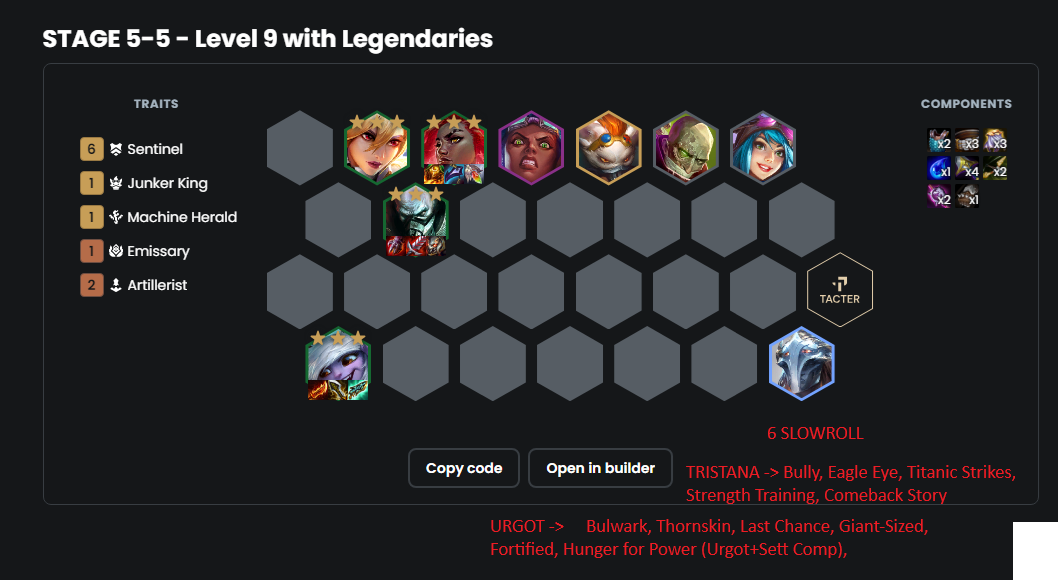 STAGE 5-5 - Level 9 with Legendaries
TRAITS
COMPONENTS
6 Sentinel
1 Junker King
1 Machine Herald
1 Emissary
2 Artillerist
x2 x3 x3
x1 x4 x2
x2 x1
TACTER
6 SLOWROLL
Copy code
Open in builder
TRISTANA -> Bully, Eagle Eye, Titanic Strikes,
Strength Training, Comeback Story
URGOT -> Bulwark, Thornskin, Last Chance, Giant-Sized,
Fortified, Hunger for Power (Urgot+Sett Comp),